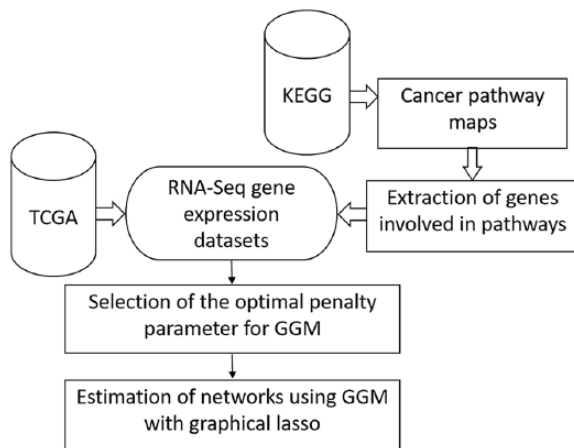 KEGG
Cancer pathway
maps
TCGA
RNA-Seq gene
expression
datasets
Extraction of genes
involved in pathways
Selection of the optimal penalty
parameter for GGM
Estimation of networks using GGM
with graphical lasso